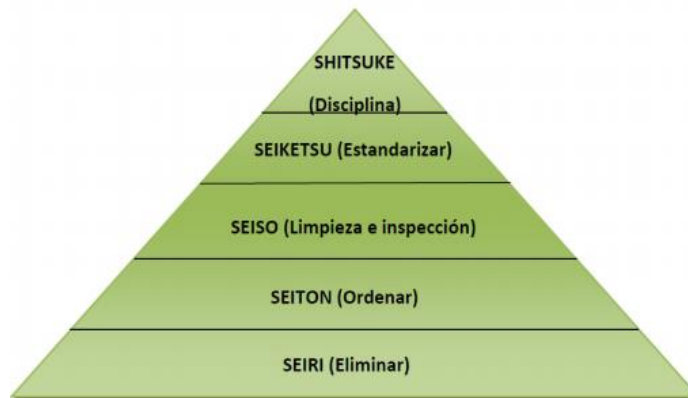 SHITSUKE
(Disciplina)
SEIKETSU (Estandarizar)
SEISO (Limpieza e inspección)
SEITON (Ordenar)
SEIRI (Eliminar)